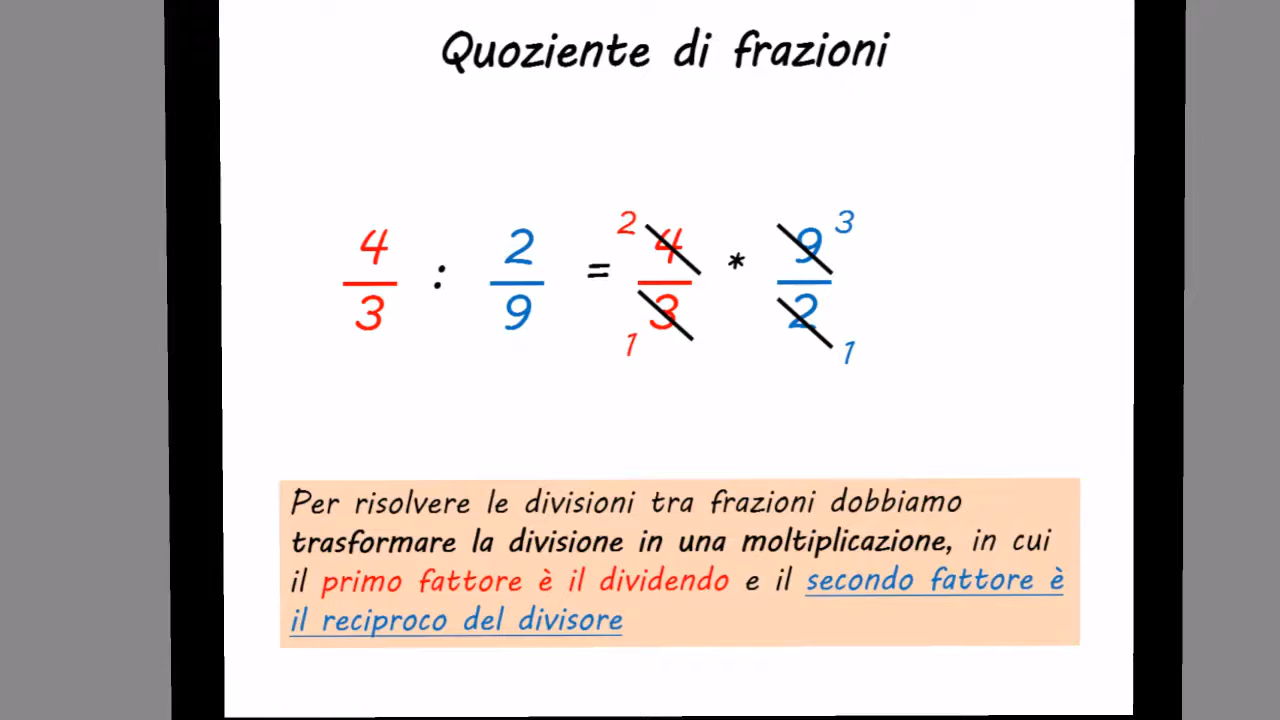 Quoziente di frazioni
2 4 9 3
4 : 2 = *
3 9 3 2
1 1
Per risolvere le divisioni tra frazioni dobbiamo
trasformare la divisione in una moltiplicazione, in cui
il primo fattore è il dividendo e il secondo fattore è
il reciproco del divisore